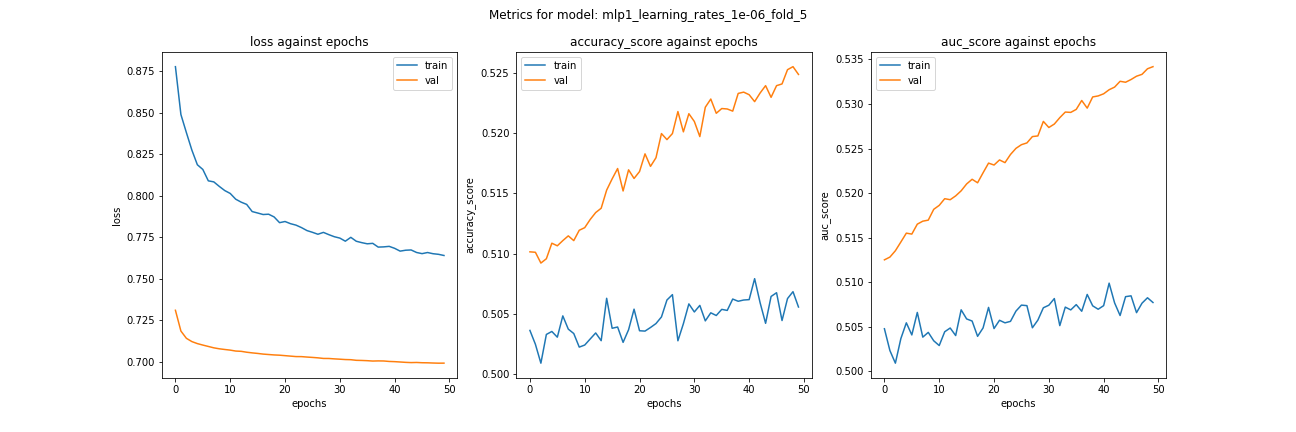 Metrics for model: mlp1_learning_rates_1e-06_fold_5
loss against epochs
train
val
0.875
0.850
0.825
0.800
0.775
0.750
0.725
0.700
loss
0
10
20
30
40
50
epochs
accuracy_score against epochs
train
val
0.525
0.520
0.515
0.510
0.505
0.500
accuracy_score
0
10
20
30
40
50
epochs
auc_score against epochs
train
val
0.535
0.530
0.525
0.520
0.515
0.510
0.505
0.500
auc_score
0
10
20
30
40
50
epochs